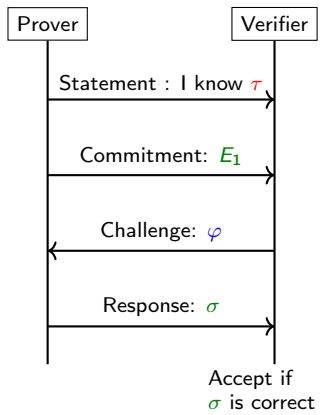 Prover
Verifier
Statement : I know τ
Commitment: E₁
Challenge: φ
Response: σ
Accept if
σ is correct